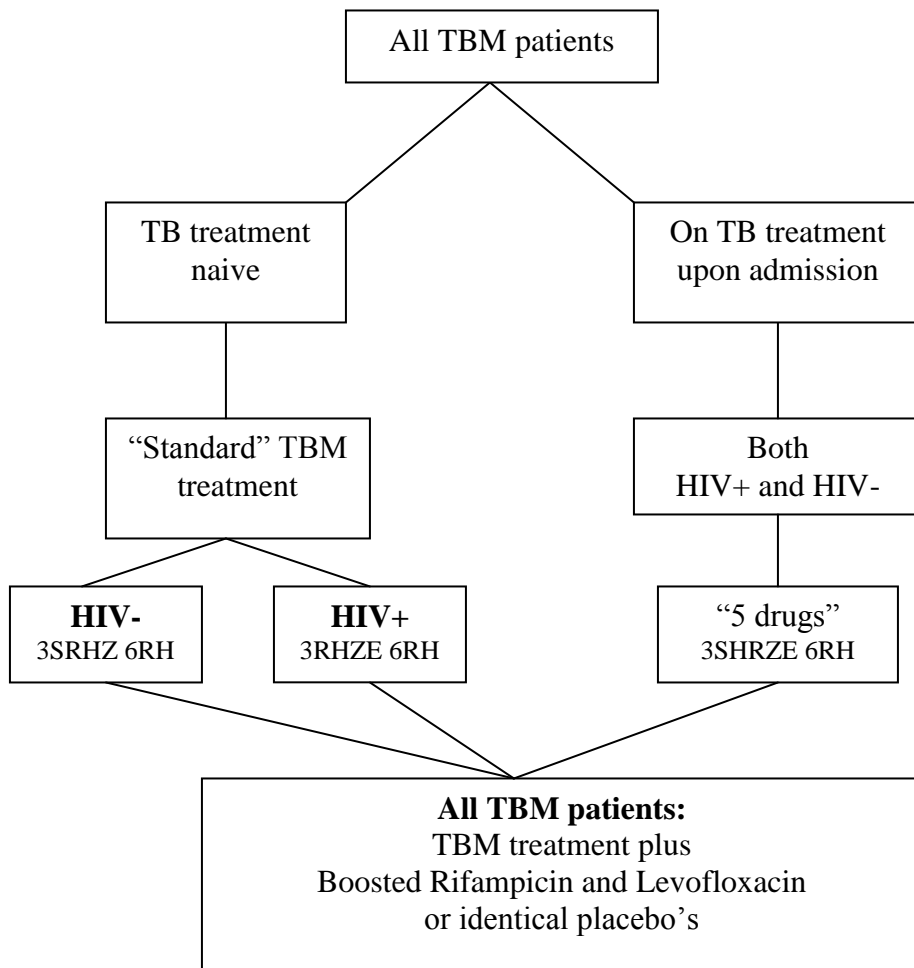 All TBM patients
TB treatment
naive
On TB treatment
upon admission
“Standard” TBM
treatment
Both
HIV+ and HIV-
HIV-
3SRHZ 6RH
HIV+
3RHZE 6RH
“5 drugs”
3SHRZE 6RH
All TBM patients:
TBM treatment plus
Boosted Rifampicin and Levofloxacin
or identical placebo’s